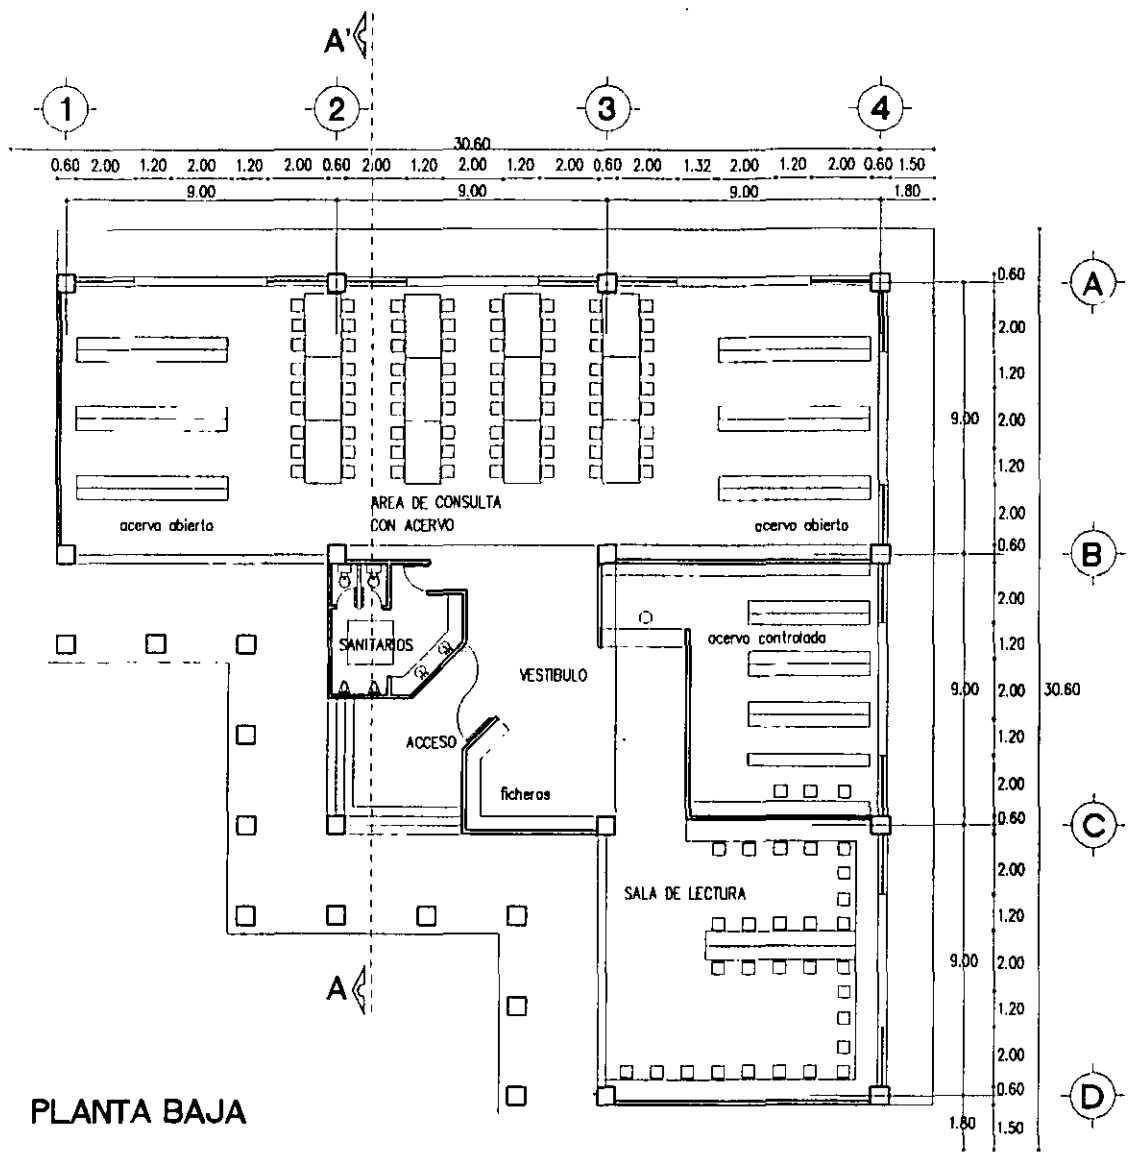 A'
1 2 3 4
30.60
0.60 2.00 1.20 2.00 1.20 2.00 0.60 2.00 1.20 2.00 1.20 2.00 0.60 2.00 1.32 2.00 1.20 2.00 0.60 1.50
9.00 9.00 9.00 1.80
0.60 A
2.00
1.20
9.00 2.00
1.20
AREA DE CONSULTA
CON ACERVO
acervo abierto
acervo abierto
2.00
0.60 B
2.00
SANITARIOS
acervo controlada
1.20
VESTIBULO
9.00 2.00 30.60
ACCESO
1.20
ficheros
2.00
0.60 C
2.00
SALA DE LECTURA
1.20
9.00 2.00
A
1.20
2.00
0.60 D
PLANTA BAJA
1.80 1.50